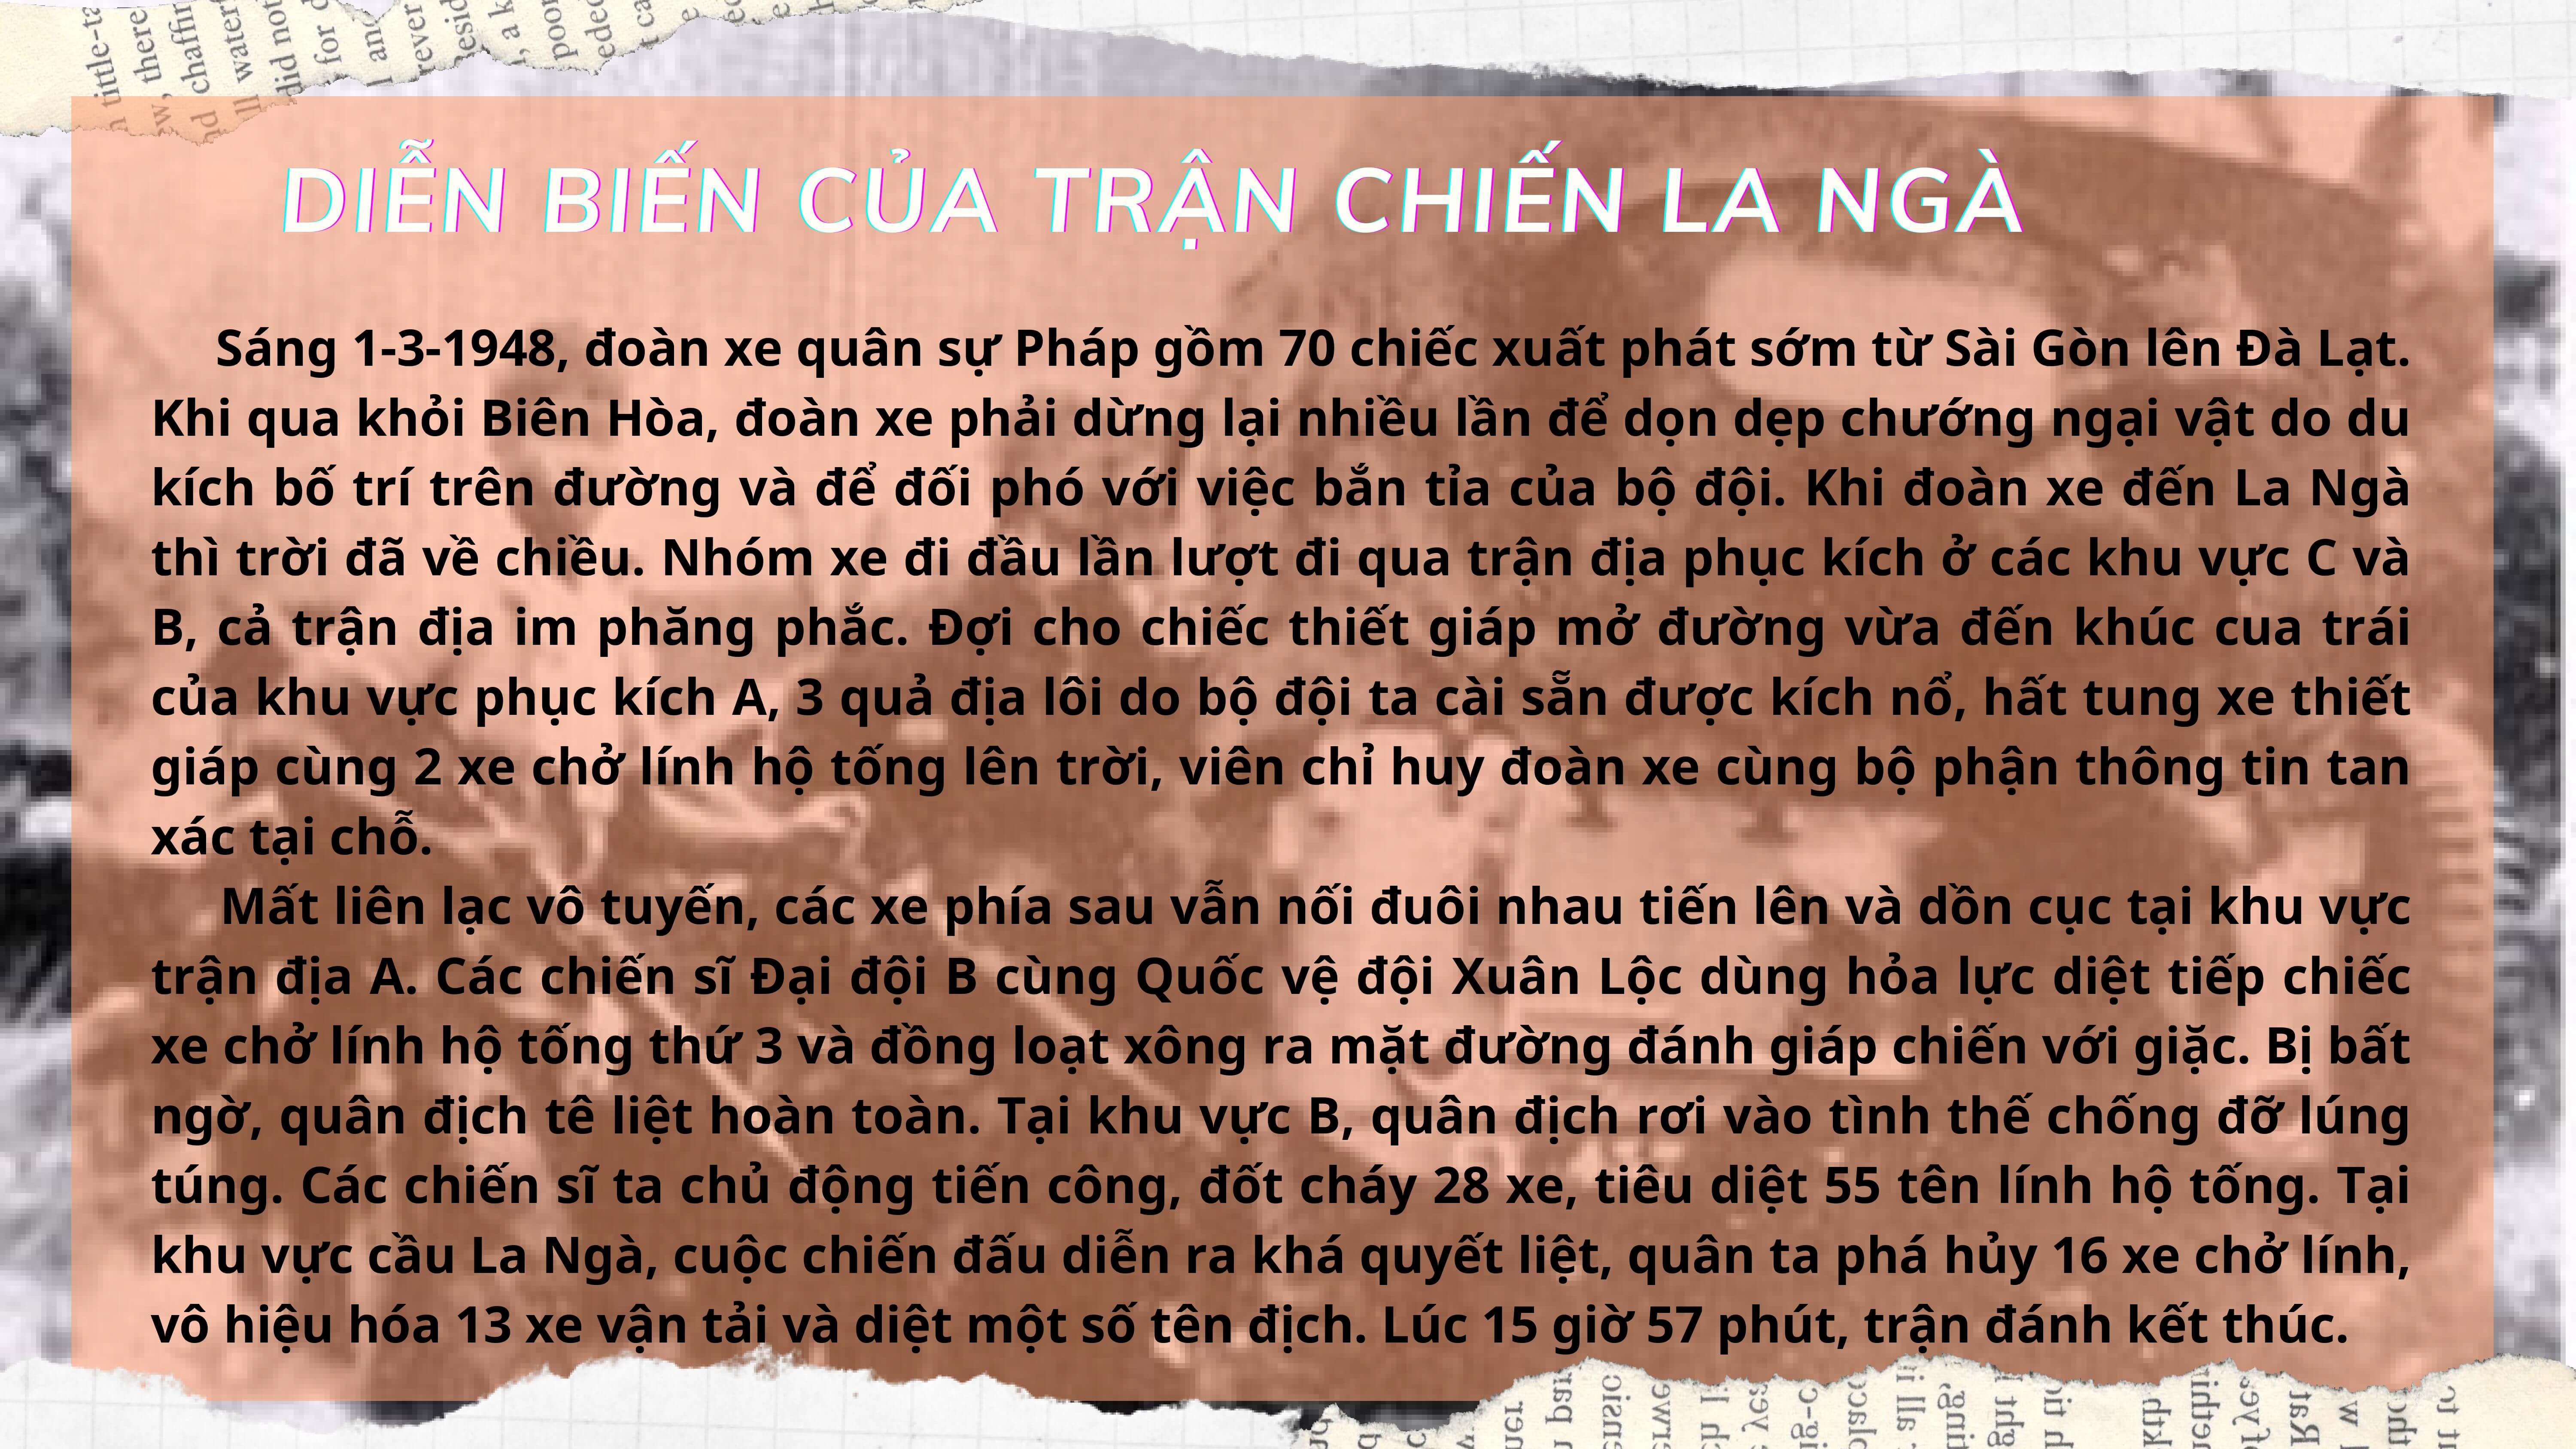 DIỄN BIẾN CỦA TRẬN CHIẾN LA NGÀ
Sáng 1-3-1948, đoàn xe quân sự Pháp gồm 70 chiếc xuất phát sớm từ Sài Gòn lên Đà Lạt.
Khi qua khỏi Biên Hòa, đoàn xe phải dừng lại nhiều lần để dọn dẹp chướng ngại vật do du
kích bố trí trên đường và để đối phó với việc bắn tỉa của bộ đội. Khi đoàn xe đến La Ngà
thì trời đã về chiều. Nhóm xe đi đầu lần lượt đi qua trận địa phục kích ở các khu vực C và
B, cả trận địa im phăng phắc. Đợi cho chiếc thiết giáp mở đường vừa đến khúc cua trái
của khu vực phục kích A, 3 quả địa lôi do bộ đội ta cài sẵn được kích nổ, hất tung xe thiết
giáp cùng 2 xe chở lính hộ tống lên trời, viên chỉ huy đoàn xe cùng bộ phận thông tin tan
xác tại chỗ.
Mất liên lạc vô tuyến, các xe phía sau vẫn nối đuôi nhau tiến lên và dồn cục tại khu vực
trận địa A. Các chiến sĩ Đại đội B cùng Quốc vệ đội Xuân Lộc dùng hỏa lực diệt tiếp chiếc
xe chở lính hộ tống thứ 3 và đồng loạt xông ra mặt đường đánh giáp chiến với giặc. Bị bất
ngờ, quân địch tê liệt hoàn toàn. Tại khu vực B, quân địch rơi vào tình thế chống đỡ lúng
túng. Các chiến sĩ ta chủ động tiến công, đốt cháy 28 xe, tiêu diệt 55 tên lính hộ tống. Tại
khu vực cầu La Ngà, cuộc chiến đấu diễn ra khá quyết liệt, quân ta phá hủy 16 xe chở lính,
vô hiệu hóa 13 xe vận tải và diệt một số tên địch. Lúc 15 giờ 57 phút, trận đánh kết thúc.